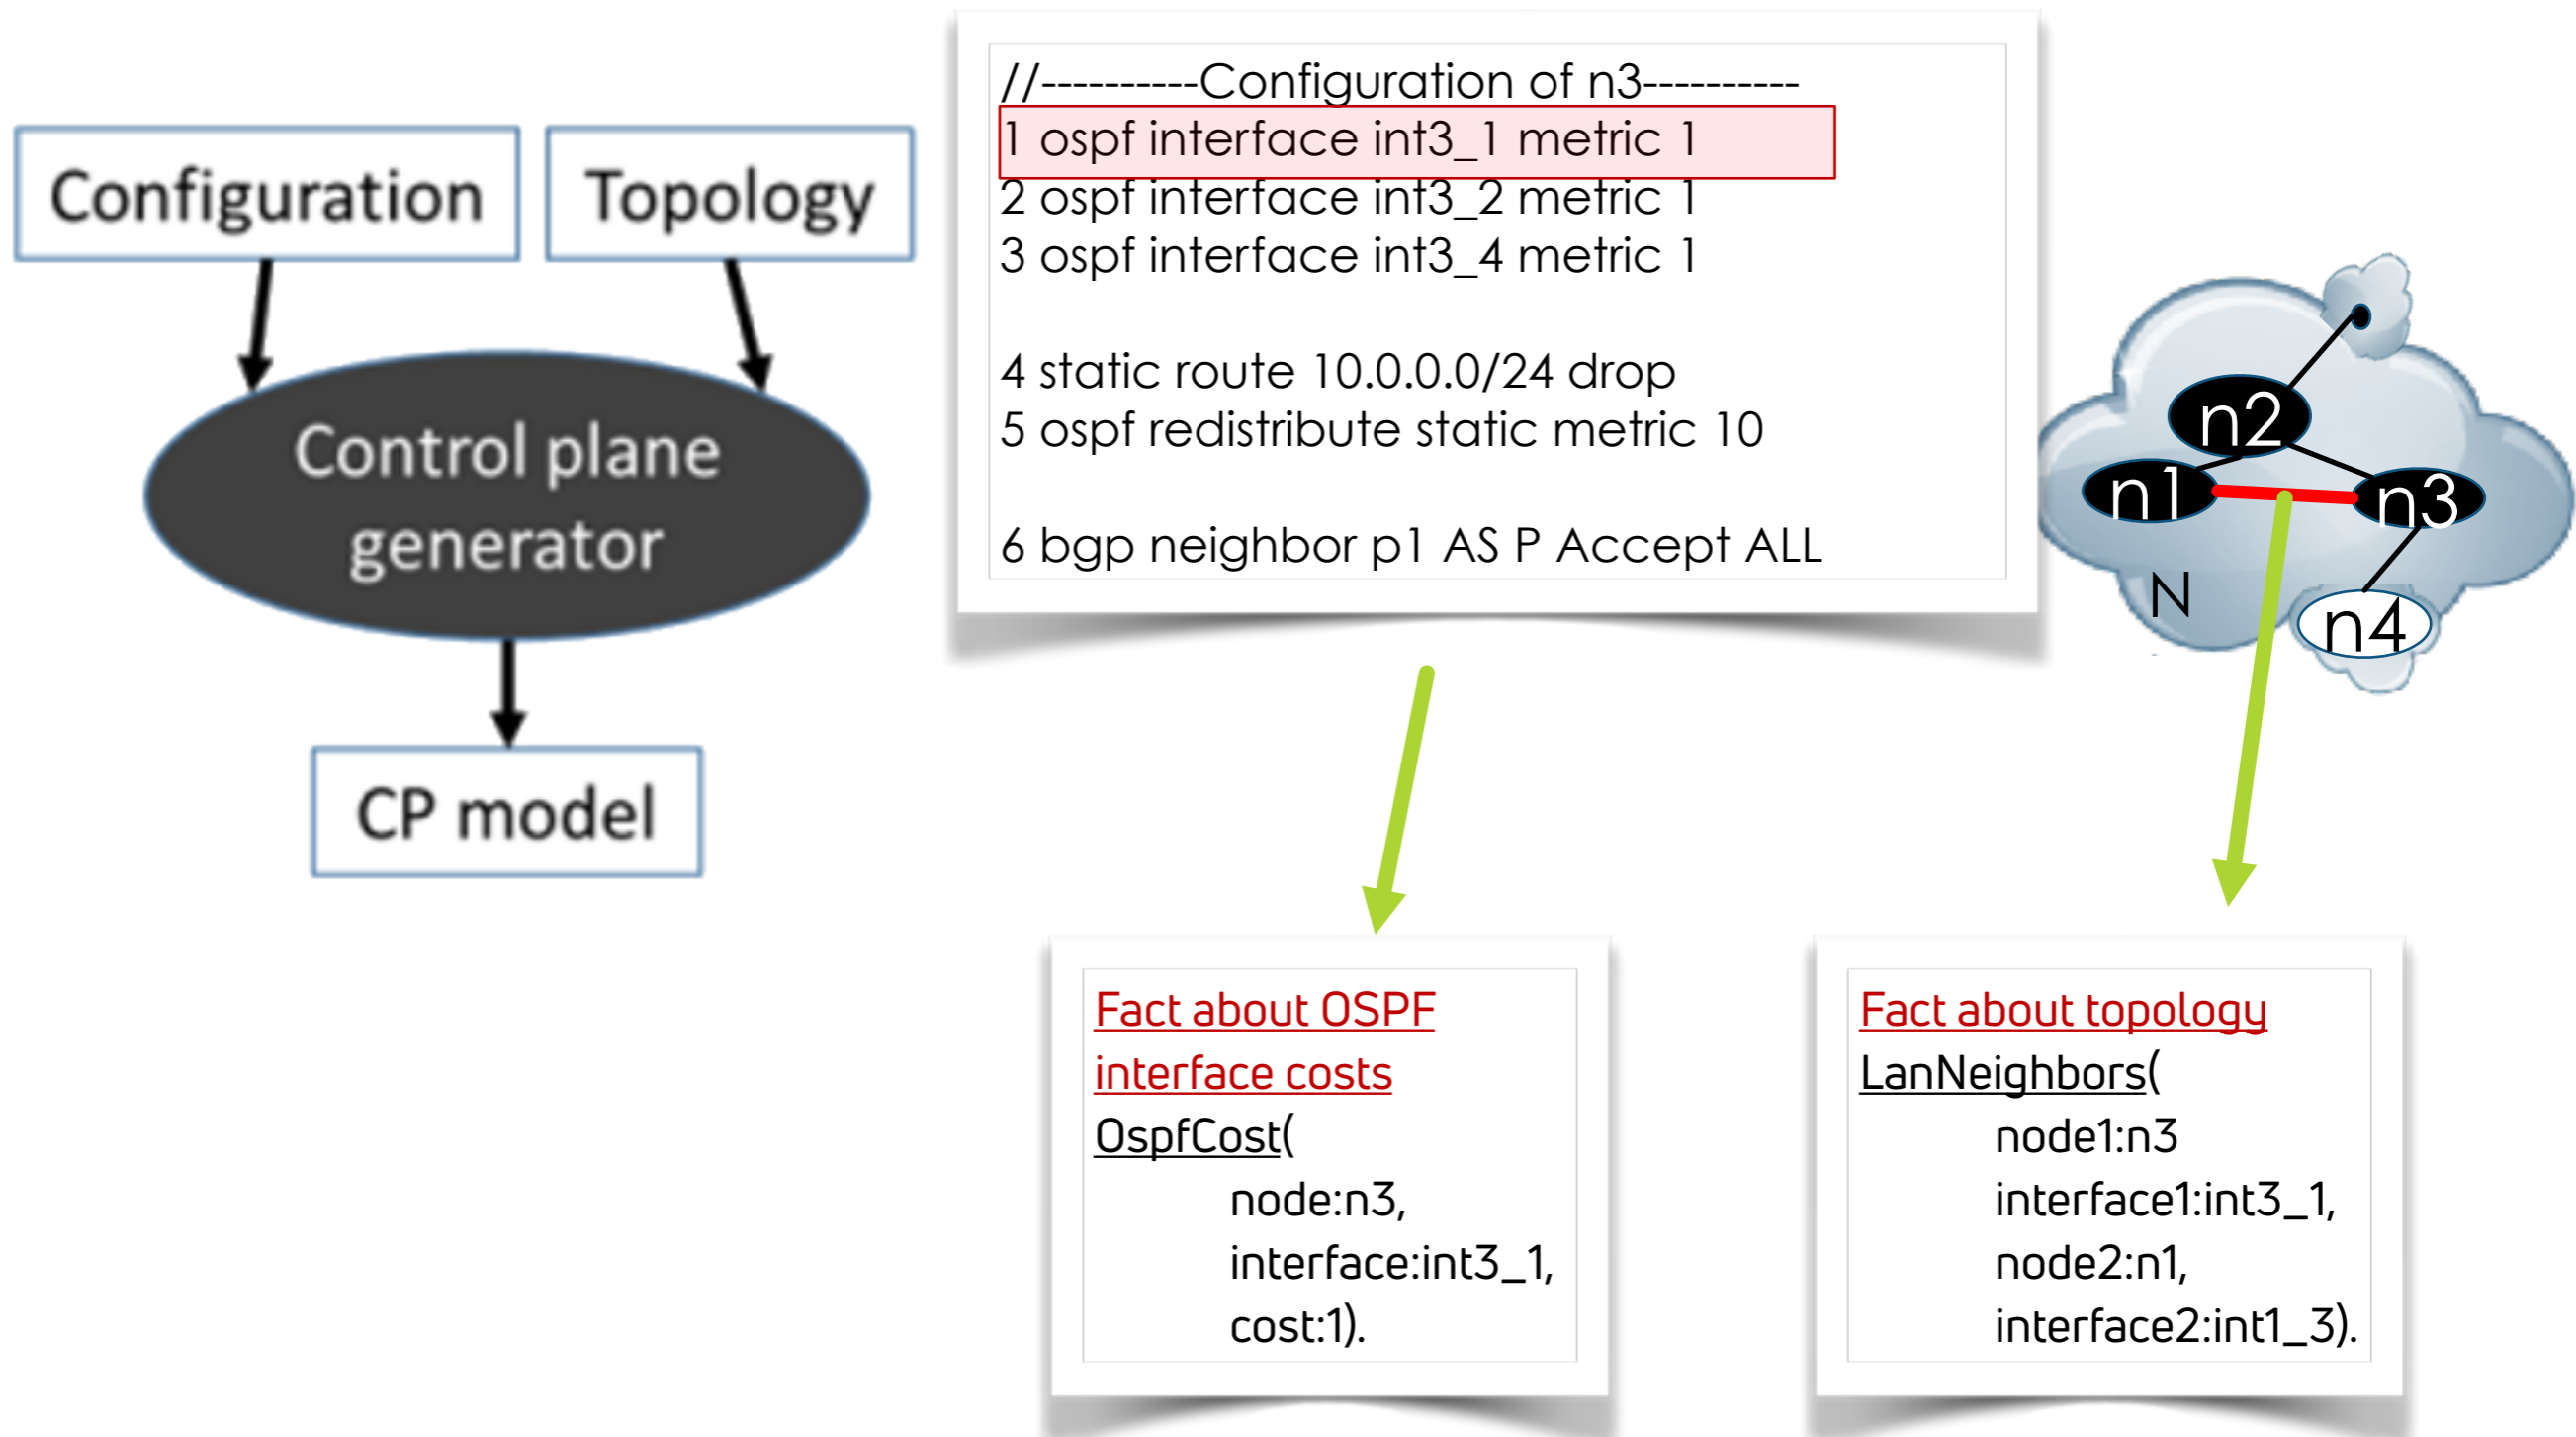 Configuration
Topology
Control plane
generator
CP model
//----------Configuration of n3----------
1 ospf interface int3_1 metric 1
2 ospf interface int3_2 metric 1
3 ospf interface int3_4 metric 1
4 static route 10.0.0.0/24 drop
5 ospf redistribute static metric 10
6 bgp neighbor p1 AS P Accept ALL
n2
n1
n3
N
n4
Fact about OSPF
interface costs
OspfCost(
node:n3,
interface:int3_1,
cost:1).
Fact about topology
LanNeighbors(
node1:n3
interface1:int3_1,
node2:n1,
interface2:int1_3).